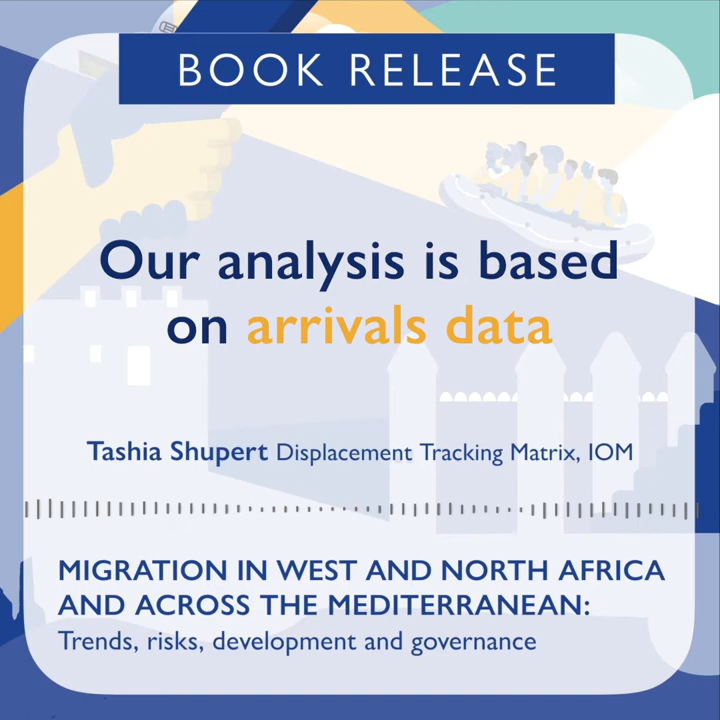 BOOK RELEASE
Our analysis is based
on arrivals data
Tashia Shupert Displacement Tracking Matrix, IOM
MIGRATION IN WEST AND NORTH AFRICA
AND ACROSS THE MEDITERRANEAN:
Trends, risks, development and governance